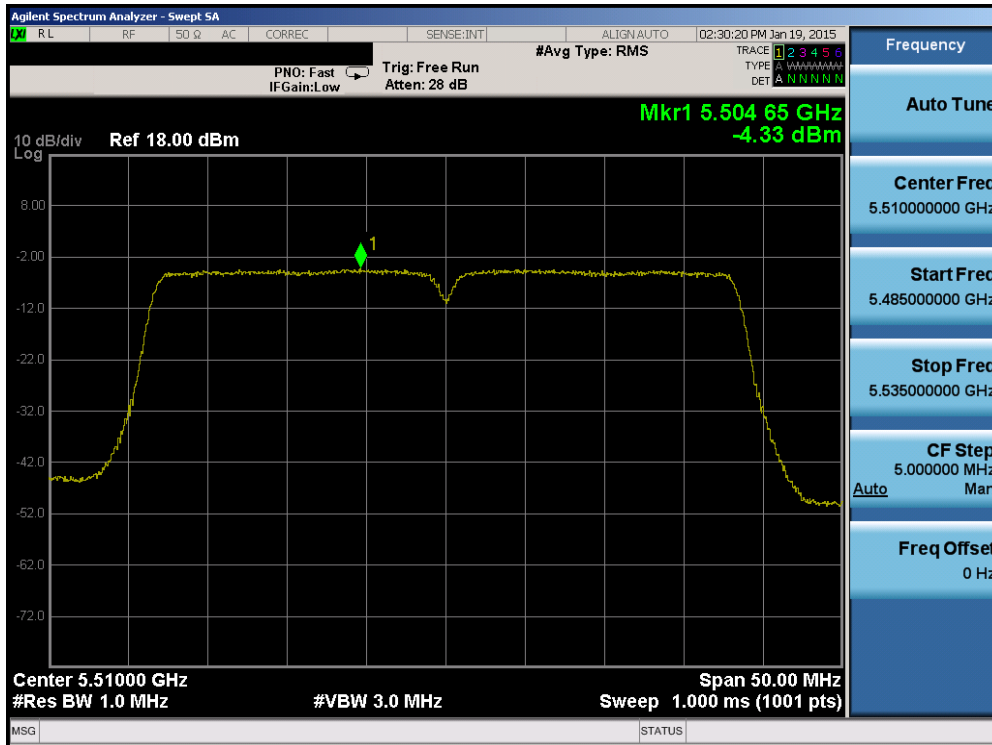 Agilent Spectrum Analyzer - Swept SA
LXI RL RF 50 Ω AC CORREC SENSE:INT ALIGN AUTO 02:30:20 PM Jan 19, 2015
#Avg Type: RMS TRACE 1 2 3 4 5 6
PNO: Fast Trig: Free Run TYPE A WWWWW
IFGain:Low Atten: 28 dB DET A N N N N N
Mkr1 5.504 65 GHz
-4.33 dBm
10 dB/div Ref 18.00 dBm
Log
1
8.00
-2.00
-12.0
-22.0
-32.0
-42.0
-52.0
-62.0
-72.0
Center 5.51000 GHz Span 50.00 MHz
#Res BW 1.0 MHz #VBW 3.0 MHz Sweep 1.000 ms (1001 pts)
MSG STATUS
Frequency
Auto Tune
Center Freq
5.510000000 GHz
Start Freq
5.485000000 GHz
Stop Freq
5.535000000 GHz
CF Step
5.000000 MHz
Auto Man
Freq Offset
0 Hz